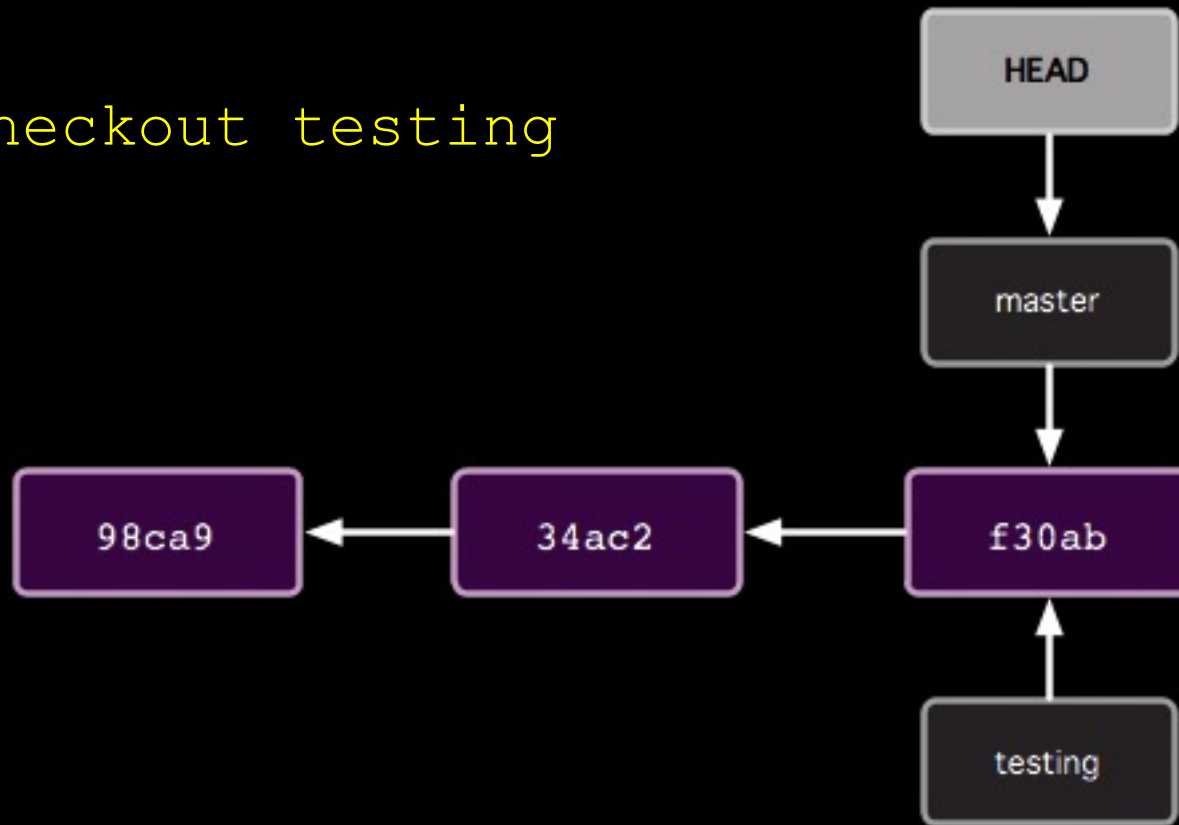 heckout testing
HEAD
master
98ca9
34ac2
f30ab
testing